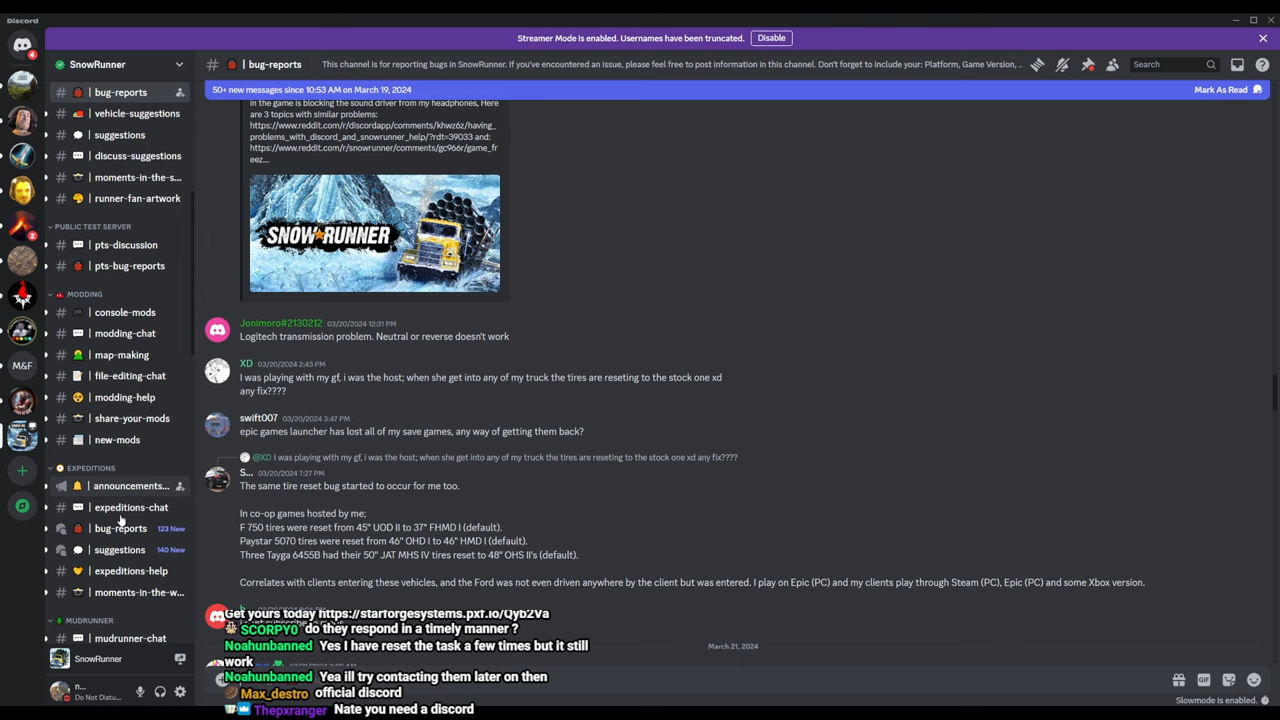 Discord
Streamer Mode is enabled. Usernames have been truncated.
Disable
SnowRunner
bug-reports
This channel is for reporting bugs in SnowRunner. If you've encountered an issue, please feel free to post information in this channel. Don't forget to include your: Platform, Game Version, ...
Search
50+ new messages since 10:53 AM on March 19, 2024
Mark As Read
bug-reports
vehicle-suggestions
suggestions
discuss-suggestions
moments-in-the-s...
runner-fan-artwork
PUBLIC TEST SERVER
pts-discussion
pts-bug-reports
MODDING
console-mods
modding-chat
map-making
file-editing-chat
modding-help
share-your-mods
new-mods
EXPEDITIONS
announcements...
expeditions-chat
bug-reports 123 New
suggestions 140 New
expeditions-help
moments-in-the-w...
MUDRUNNER
mudrunner-chat
SnowRunner
n...
Do Not Distu...
4
2
M&F
in the game is blocking the sound driver from my headphones, Here
are 3 topics with similar problems:
https://www.reddit.com/r/discordapp/comments/khwz6z/having_
problems_with_discord_and_snowrunner_help/?rdt=39033 and:
https://www.reddit.com/r/snowrunner/comments/gc966r/game_fr
eez...
SNOW RUNNER
Jonimoro#2130212 03/20/2024 12:31 PM
Logitech transmission problem. Neutral or reverse doesn't work
XD 03/20/2024 2:43 PM
I was playing with my gf, i was the host; when she get into any of my truck the tires are reseting to the stock one xd
any fix????
swift007 03/20/2024 3:47 PM
epic games launcher has lost all of my save games, any way of getting them back?
@XD I was playing with my gf, i was the host; when she get into any of my truck the tires are reseting to the stock one xd any fix????
S... 03/20/2024 7:27 PM
The same tire reset bug started to occur for me too.
In co-op games hosted by me;
F 750 tires were reset from 45" UOD II to 37" FHMD I (default).
Paystar 5070 tires were reset from 46" OHD I to 46" HMD I (default).
Three Tayga 6455B had their 50" JAT MHS IV tires reset to 48" OHS II's (default).
Correlates with clients entering these vehicles, and the Ford was not even driven anywhere by the client but was entered. I play on Epic (PC) and my clients play through Steam (PC), Epic (PC) and some Xbox version.
Get yours today https://starforgesystems.pxf.io/Qyb2Va
SCORPY0 do they respond in a timely manner ?
Noahunbanned Yes I have reset the task a few times but it still
work
Noahunbanned Yea ill try contacting them later on then
Max_destro official discord
Thepxranger Nate you need a discord
March 21, 2024
GIF
Slowmode is enabled.